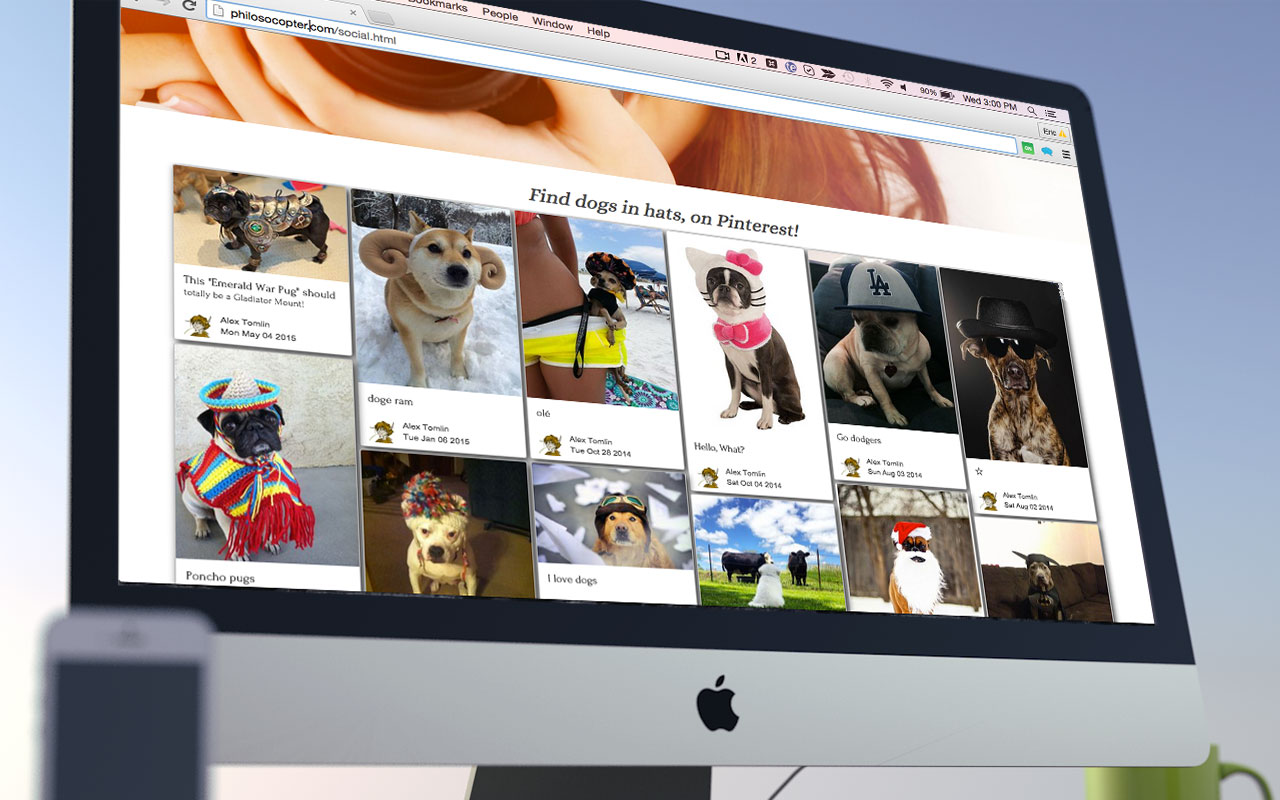 Bookmarks People Window Help
2
90%
Wed 3:00 PM
philosocopter.com/social.html
Eric
ON
Find dogs in hats, on Pinterest!
This "Emerald War Pug" should
totally be a Gladiator Mount!
Alex Tomlin
Mon May 04 2015
doge ram
Alex Tomlin
Tue Jan 06 2015
olé
Alex Tomlin
Tue Oct 28 2014
Hello, What?
Alex Tomlin
Sat Oct 04 2014
LA
Go dodgers
Alex Tomlin
Sun Aug 03 2014
Alex Tomlin
Sat Aug 02 2014
Poncho pugs
I love dogs